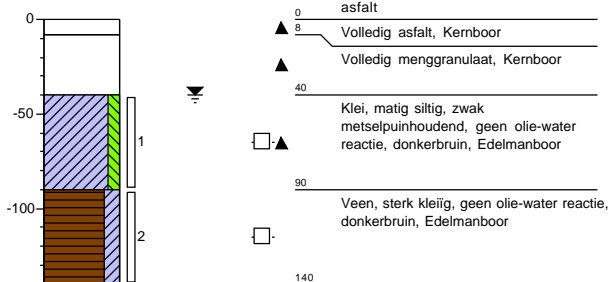 0
0
asfalt
8
Volledig asfalt, Kernboor
Volledig menggranulaat, Kernboor
40
-50
1
Klei, matig siltig, zwak
metselpuinhoudend, geen olie-water
reactie, donkerbruin, Edelmanboor
90
-100
2
Veen, sterk kleiïg, geen olie-water reactie,
donkerbruin, Edelmanboor
140